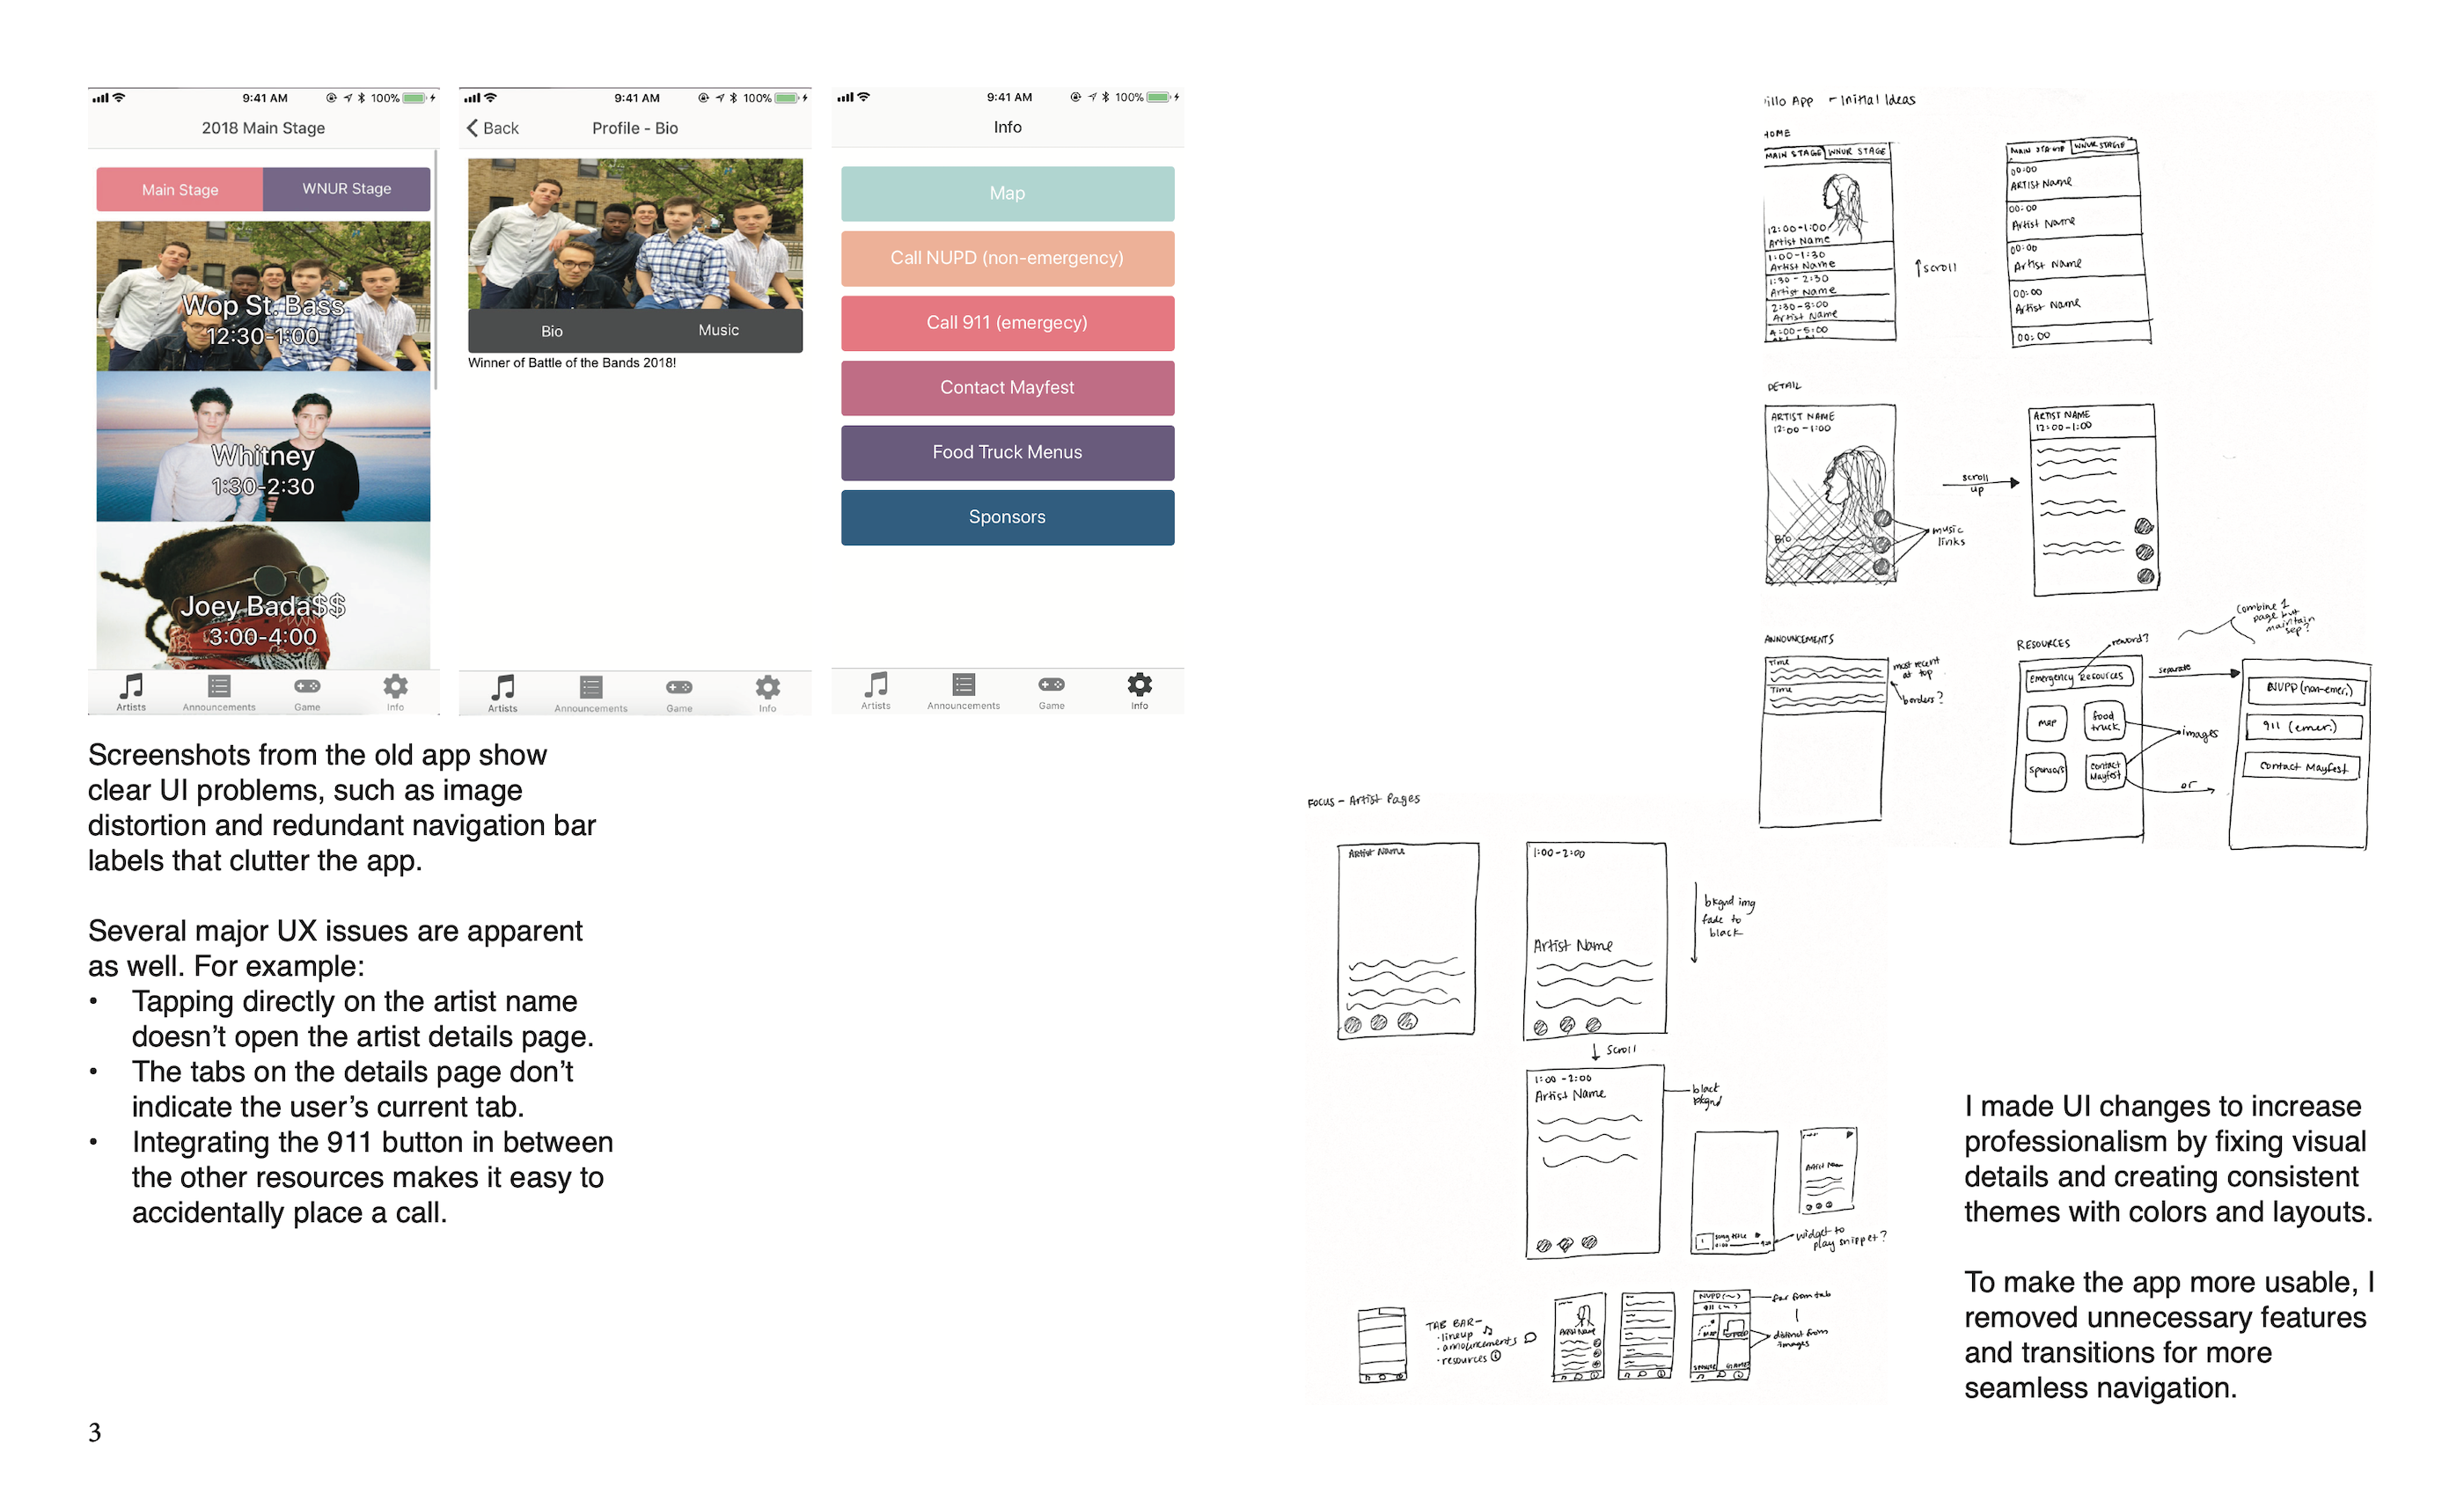 9:41 AM
100%
2018 Main Stage
Main Stage
WNUR Stage
Wop St. Bass
12:30-1:00
Whitney
1:30-2:30
Joey Bada$$
3:00-4:00
Artists
Announcements
Game
Info
9:41 AM
100%
Back
Profile - Bio
Bio
Music
Winner of Battle of the Bands 2018!
Artists
Announcements
Game
Info
9:41 AM
100%
Info
Map
Call NUPD (non-emergency)
Call 911 (emergecy)
Contact Mayfest
Food Truck Menus
Sponsors
Artists
Announcements
Game
Info
Screenshots from the old app show
clear UI problems, such as image
distortion and redundant navigation bar
labels that clutter the app.
Several major UX issues are apparent
as well. For example:
• Tapping directly on the artist name
doesn’t open the artist details page.
• The tabs on the details page don’t
indicate the user’s current tab.
• Integrating the 911 button in between
the other resources makes it easy to
accidentally place a call.
3
illo App - Initial Ideas
HOME
MAIN STAGE
WNUR STAGE
12:00-1:00
Artist Name
1:00-1:30
Artist Name
1:30-2:30
Artist Name
2:30-3:00
Artist Name
4:00-5:00
↑ scroll
MAIN STAGE
WNUR STAGE
00:00
Artist Name
00:00
Artist Name
00:00
Artist Name
00:00
Artist Name
00:00
DETAIL
ARTIST NAME
12:00-1:00
Bio
music
links
scroll
up
ARTIST NAME
12:00-1:00
ANNOUNCEMENTS
Time
Time
most recent
at top
borders?
RESOURCES
reword?
Emergency Resources
map
food
truck
sponsors
contact
Mayfest
images
separate
or
combine 1
page but
maintain
sep?
NUPD (non-emer.)
911 (emer.)
Contact Mayfest
Focus - Artist Pages
Artist Name
1:00-2:00
Artist Name
bkgnd img
fade to
black
↓ scroll
1:00-2:00
Artist Name
black
bkgnd
song title
widget to
play snippet?
Artist Name
TAB BAR-
· lineup
· announcements
· resources
Artist Name
NUPD
911
MAP
SPONSOR
GAME
far from tab
distinct from
images
I made UI changes to increase
professionalism by fixing visual
details and creating consistent
themes with colors and layouts.
To make the app more usable, I
removed unnecessary features
and transitions for more
seamless navigation.